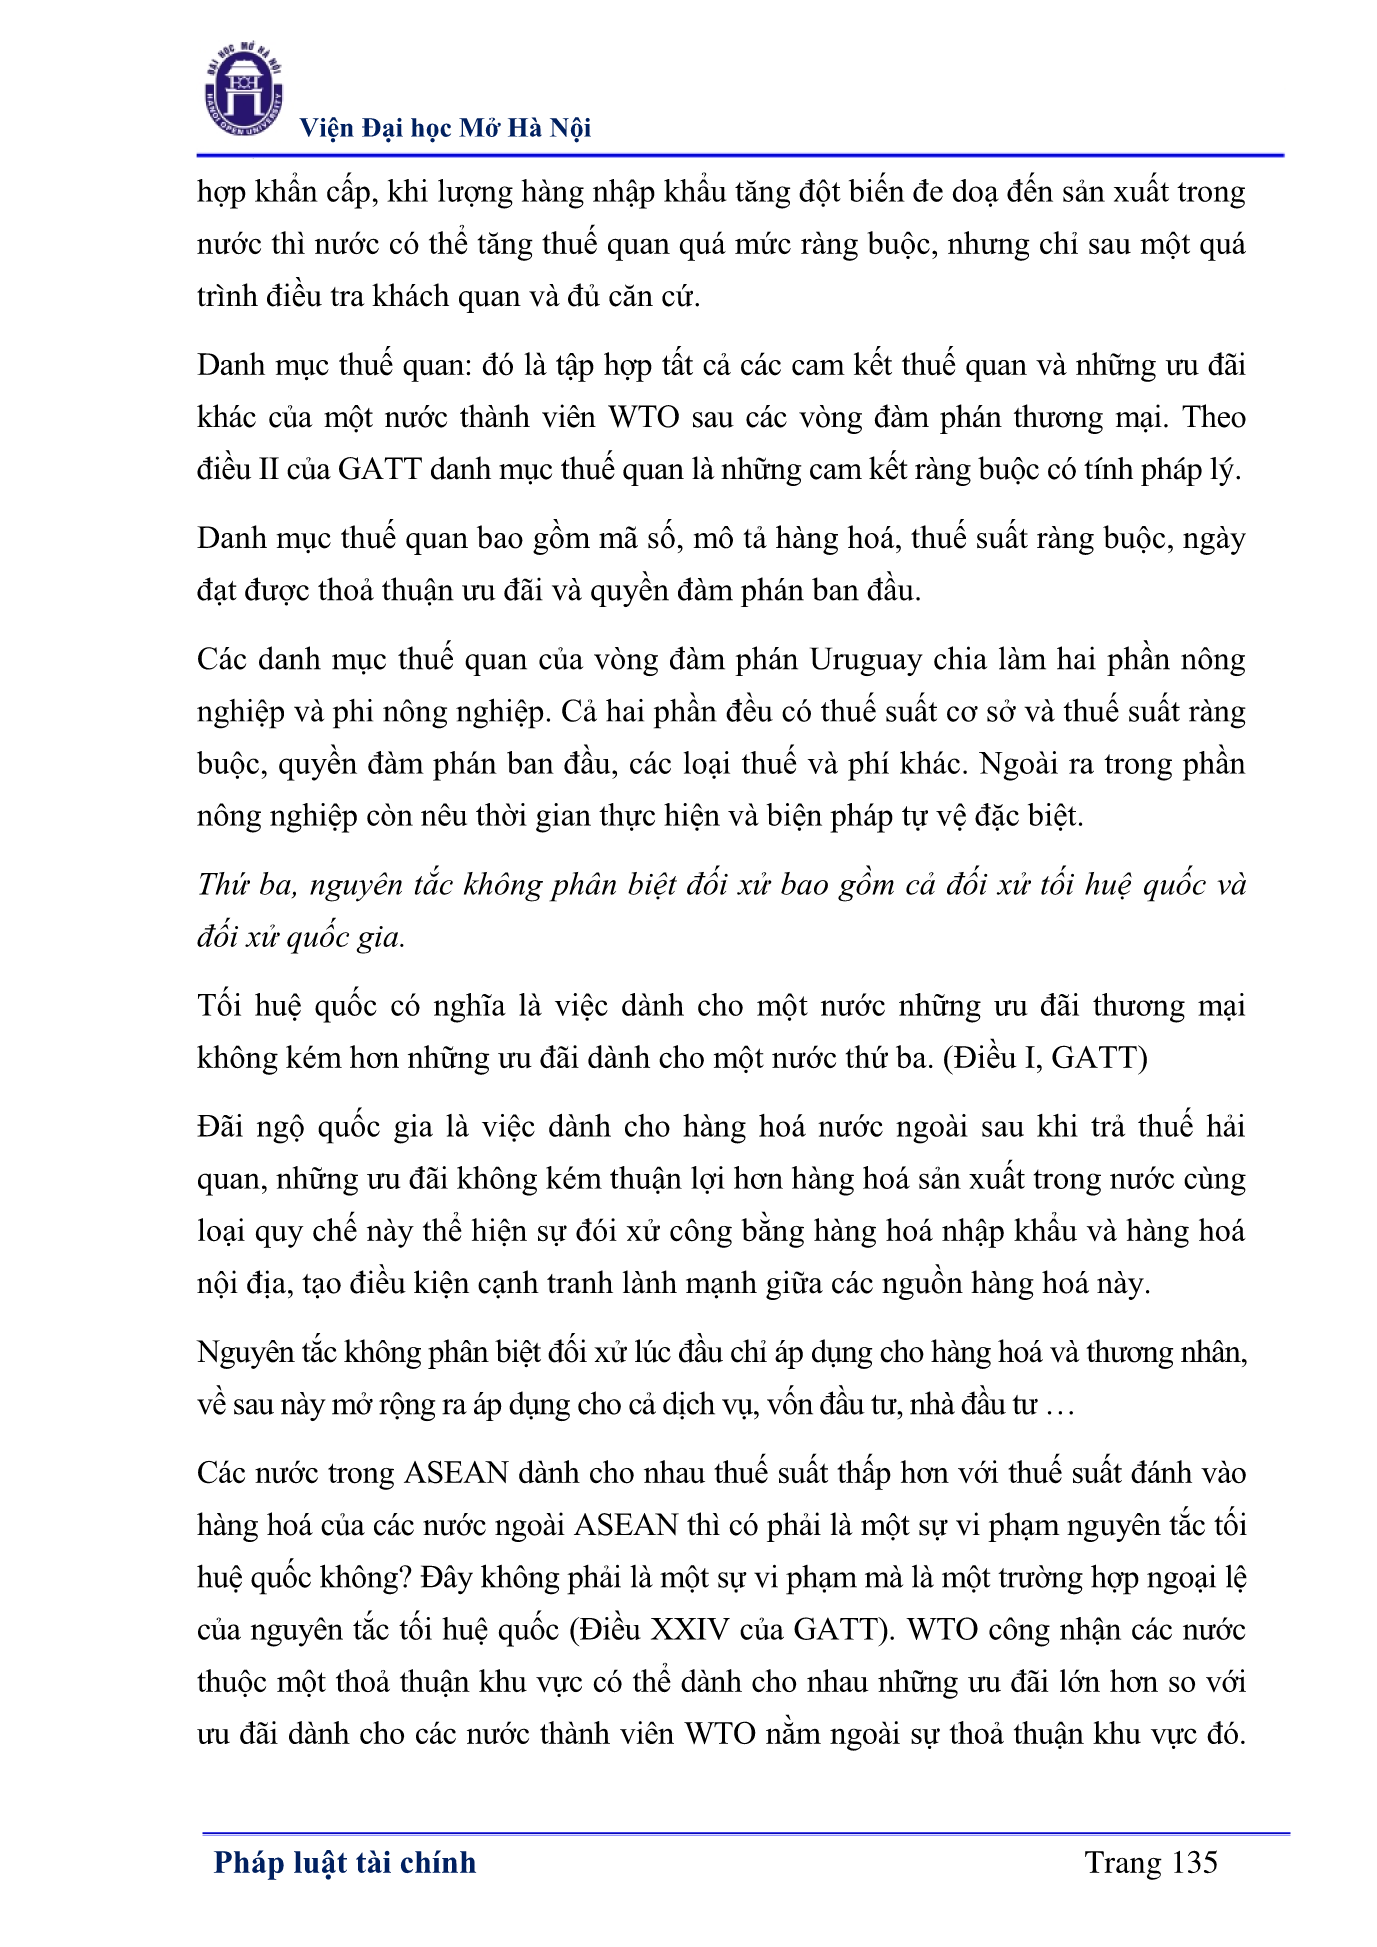 ĐẠI HỌC MỞ HÀ NỘI
HANOI OPEN UNIVERSITY
Viện Đại học Mở Hà Nội
hợp khẩn cấp, khi lượng hàng nhập khẩu tăng đột biến đe doạ đến sản xuất trong
nước thì nước có thể tăng thuế quan quá mức ràng buộc, nhưng chỉ sau một quá
trình điều tra khách quan và đủ căn cứ.
Danh mục thuế quan: đó là tập hợp tất cả các cam kết thuế quan và những ưu đãi
khác của một nước thành viên WTO sau các vòng đàm phán thương mại. Theo
điều II của GATT danh mục thuế quan là những cam kết ràng buộc có tính pháp lý.
Danh mục thuế quan bao gồm mã số, mô tả hàng hoá, thuế suất ràng buộc, ngày
đạt được thoả thuận ưu đãi và quyền đàm phán ban đầu.
Các danh mục thuế quan của vòng đàm phán Uruguay chia làm hai phần nông
nghiệp và phi nông nghiệp. Cả hai phần đều có thuế suất cơ sở và thuế suất ràng
buộc, quyền đàm phán ban đầu, các loại thuế và phí khác. Ngoài ra trong phần
nông nghiệp còn nêu thời gian thực hiện và biện pháp tự vệ đặc biệt.
Thứ ba, nguyên tắc không phân biệt đối xử bao gồm cả đối xử tối huệ quốc và
đối xử quốc gia.
Tối huệ quốc có nghĩa là việc dành cho một nước những ưu đãi thương mại
không kém hơn những ưu đãi dành cho một nước thứ ba. (Điều I, GATT)
Đãi ngộ quốc gia là việc dành cho hàng hoá nước ngoài sau khi trả thuế hải
quan, những ưu đãi không kém thuận lợi hơn hàng hoá sản xuất trong nước cùng
loại quy chế này thể hiện sự đói xử công bằng hàng hoá nhập khẩu và hàng hoá
nội địa, tạo điều kiện cạnh tranh lành mạnh giữa các nguồn hàng hoá này.
Nguyên tắc không phân biệt đối xử lúc đầu chỉ áp dụng cho hàng hoá và thương nhân,
về sau này mở rộng ra áp dụng cho cả dịch vụ, vốn đầu tư, nhà đầu tư …
Các nước trong ASEAN dành cho nhau thuế suất thấp hơn với thuế suất đánh vào
hàng hoá của các nước ngoài ASEAN thì có phải là một sự vi phạm nguyên tắc tối
huệ quốc không? Đây không phải là một sự vi phạm mà là một trường hợp ngoại lệ
của nguyên tắc tối huệ quốc (Điều XXIV của GATT). WTO công nhận các nước
thuộc một thoả thuận khu vực có thể dành cho nhau những ưu đãi lớn hơn so với
ưu đãi dành cho các nước thành viên WTO nằm ngoài sự thoả thuận khu vực đó.
Pháp luật tài chính
Trang 135